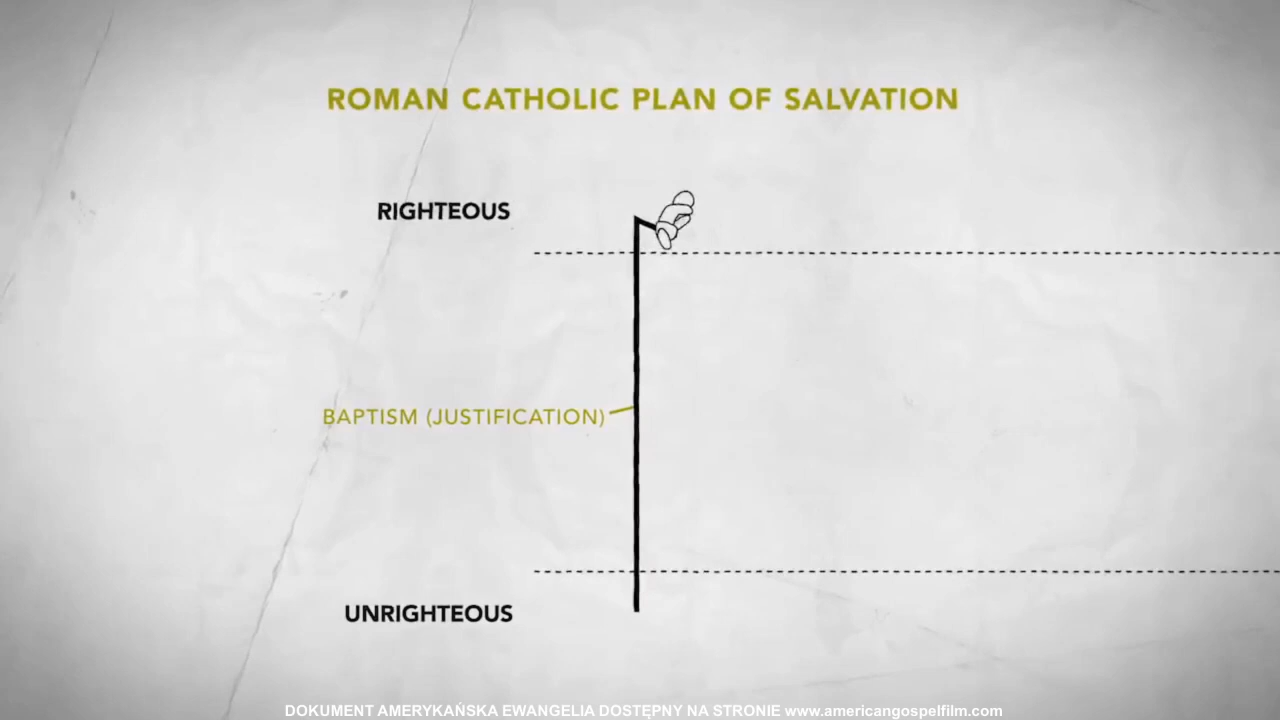 ROMAN CATHOLIC PLAN OF SALVATION
RIGHTEOUS
BAPTISM (JUSTIFICATION)
UNRIGHTEOUS
DOKUMENT AMERYKAŃSKA EWANGELIA DOSTĘPNY NA STRONIE www.americangospelfilm.com